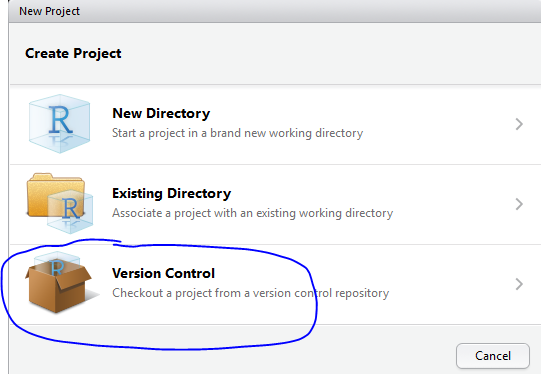 New Project
Create Project
R
New Directory
Start a project in a brand new working directory
R
Existing Directory
Associate a project with an existing working directory
R
Version Control
Checkout a project from a version control repository
Cancel